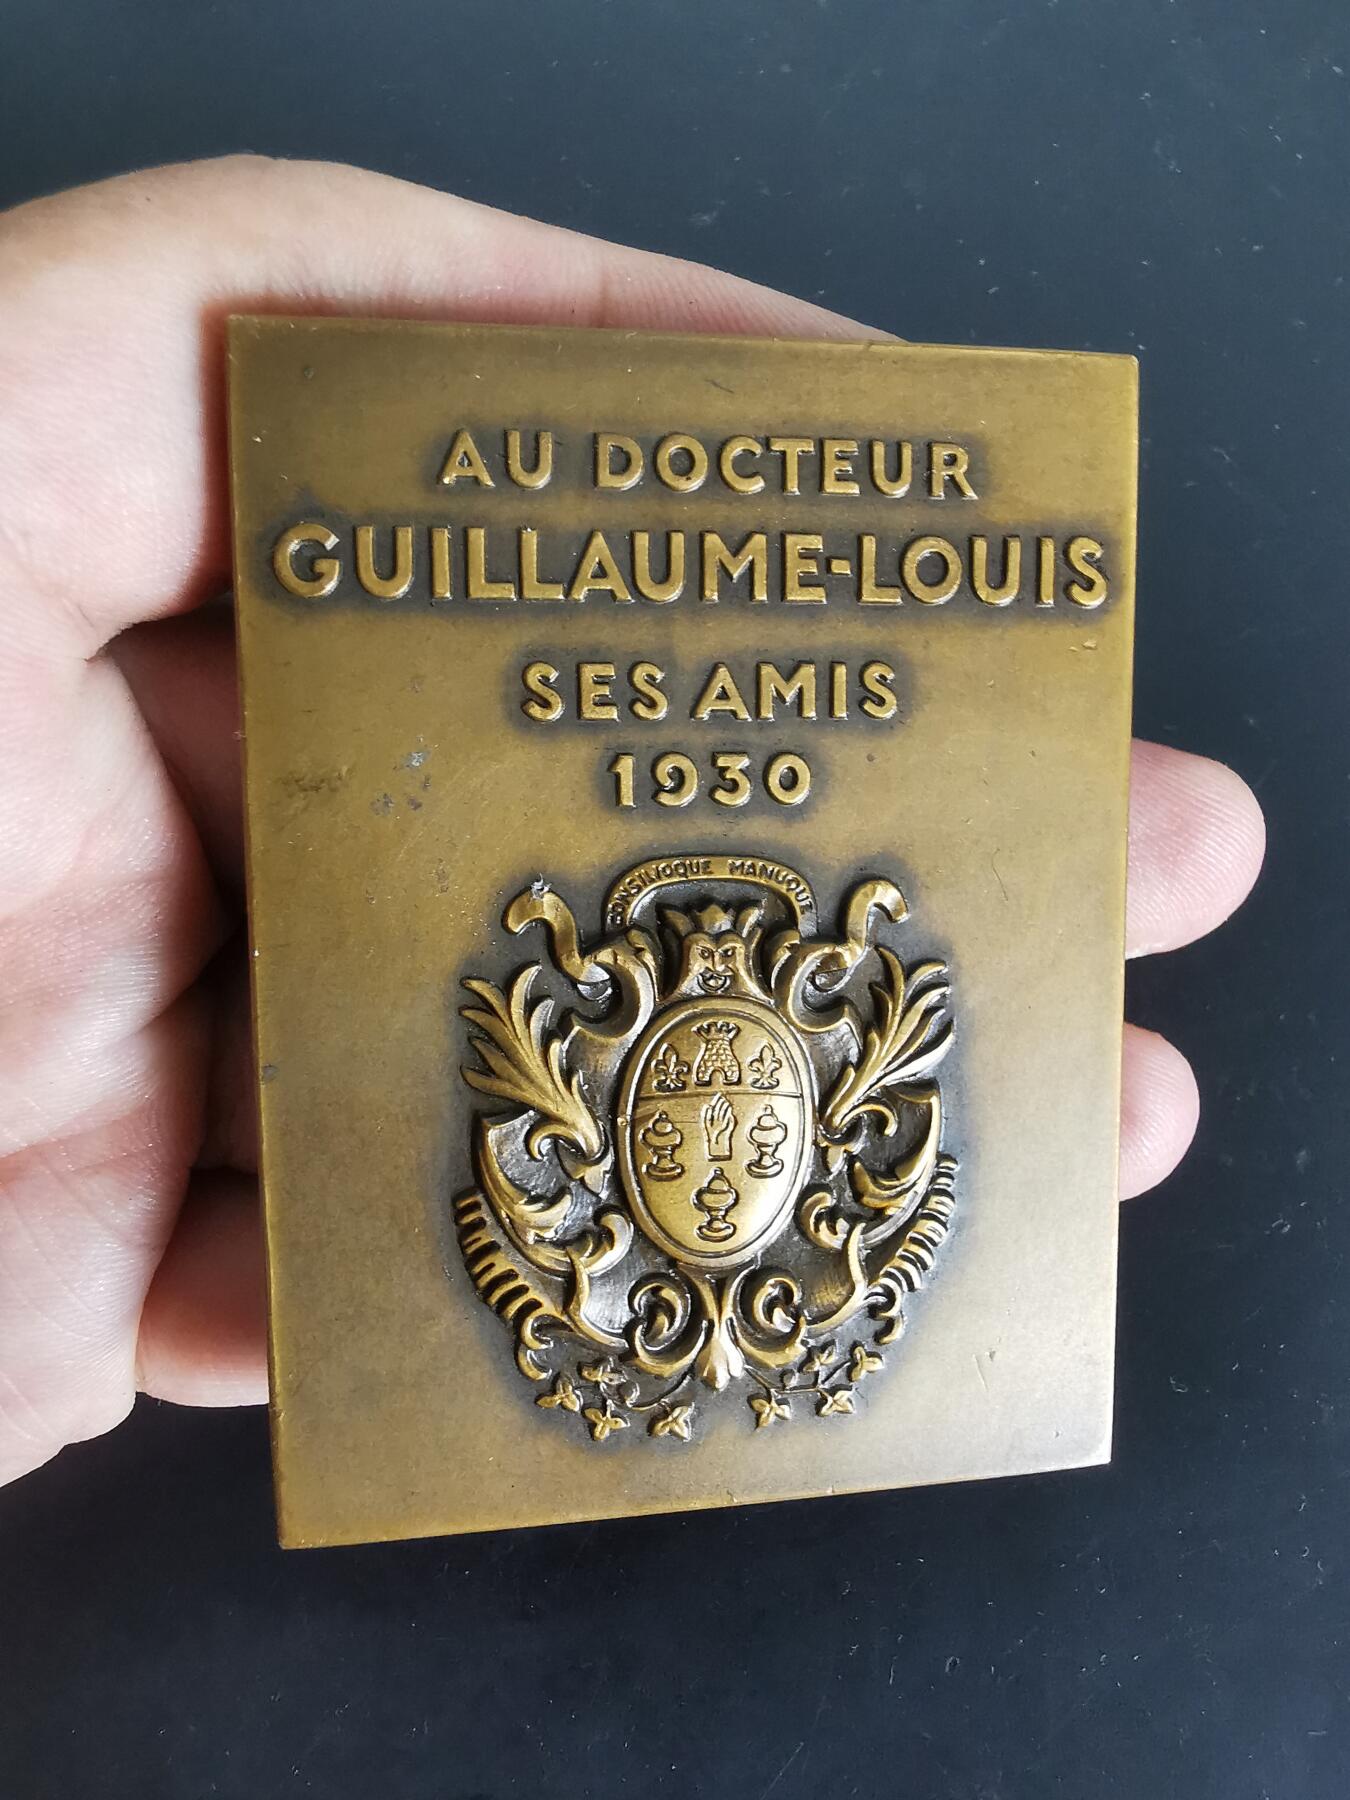 AU DOCTEUR
GUILLAUME-LOUIS
SES AMIS
1930
CONSILIOQUE MANUQUE